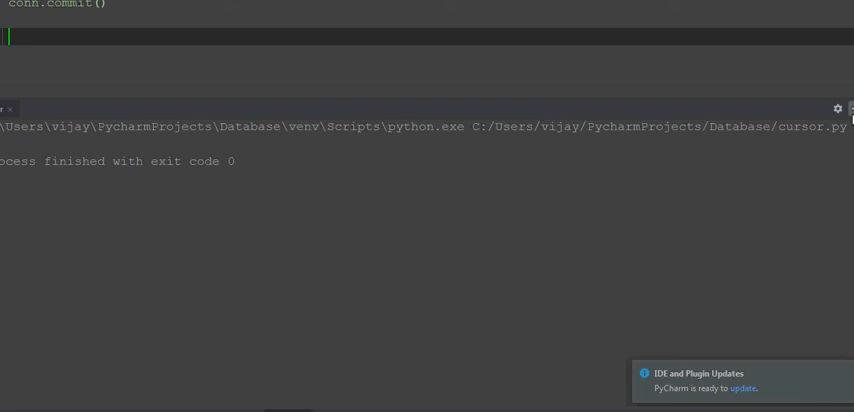 conn.commit()
r
\Users\vijay\PycharmProjects\Database\venv\Scripts\python.exe C:/Users/vijay/PycharmProjects/Database/cursor.py
ocess finished with exit code 0
IDE and Plugin Updates
PyCharm is ready to update.